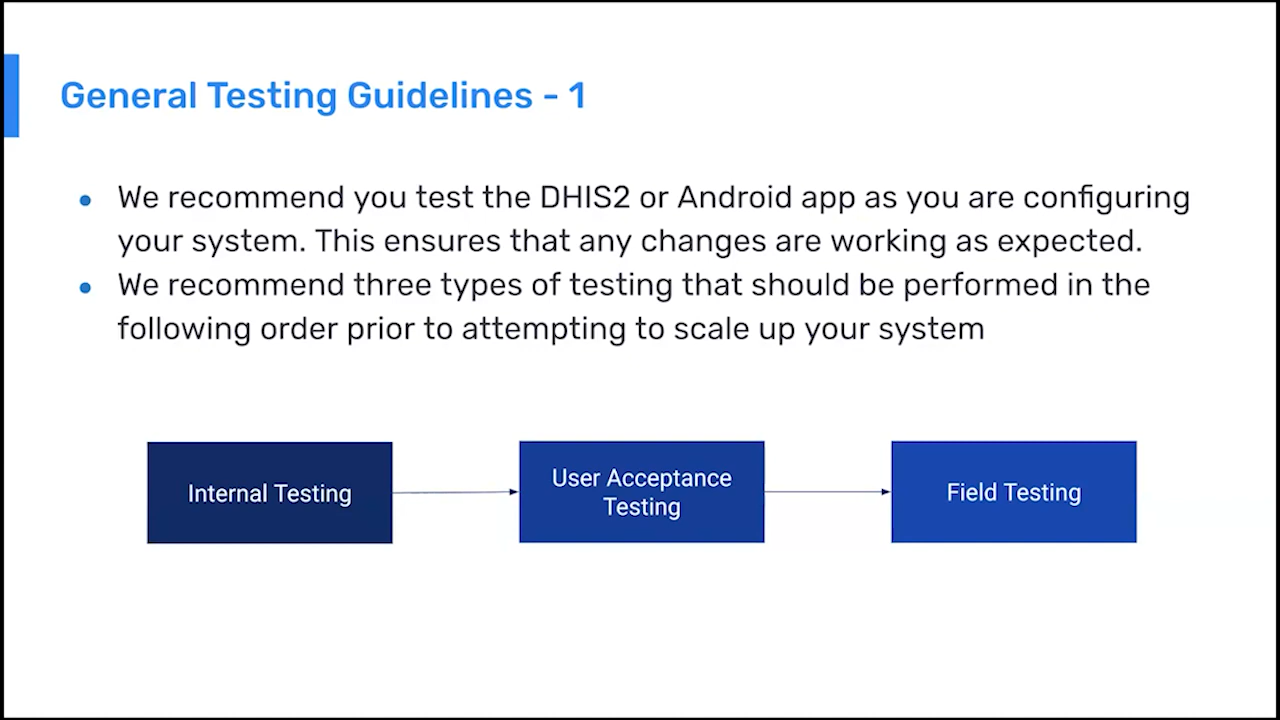 General Testing Guidelines - 1
● We recommend you test the DHIS2 or Android app as you are configuring
your system. This ensures that any changes are working as expected.
● We recommend three types of testing that should be performed in the
following order prior to attempting to scale up your system
Internal Testing
User Acceptance
Testing
Field Testing